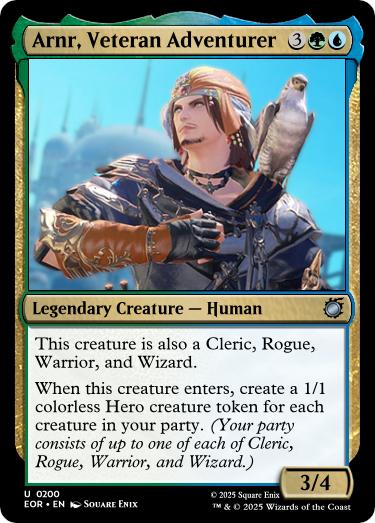 Arnr, Veteran Adventurer 3
Legendary Creature — Human
This creature is also a Cleric, Rogue,
Warrior, and Wizard.
When this creature enters, create a 1/1
colorless Hero creature token for each
creature in your party. (Your party
consists of up to one of each of Cleric,
Rogue, Warrior, and Wizard.)
3/4
U 0200
EOR • EN SQUARE ENIX
© 2025 Square Enix
™ & © 2025 Wizards of the Coast